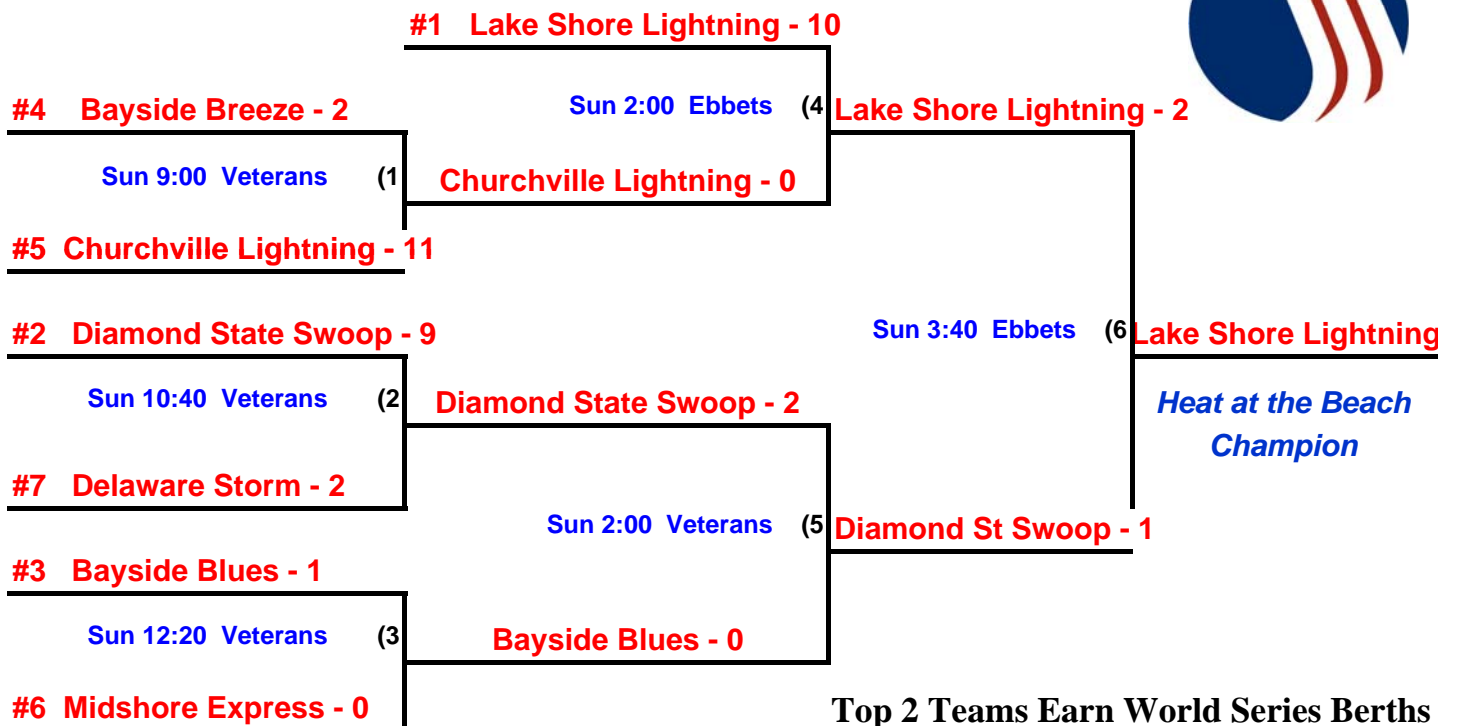 #1 Lake Shore Lightning - 10
#4 Bayside Breeze - 2
Sun 2:00 Ebbets (4
Lake Shore Lightning - 2
Sun 9:00 Veterans (1
Churchville Lightning - 0
#5 Churchville Lightning - 11
#2 Diamond State Swoop - 9
Sun 3:40 Ebbets (6
Lake Shore Lightning
Sun 10:40 Veterans (2
Diamond State Swoop - 2
Heat at the Beach
Champion
#7 Delaware Storm - 2
Sun 2:00 Veterans (5
Diamond St Swoop - 1
#3 Bayside Blues - 1
Sun 12:20 Veterans (3
Bayside Blues - 0
#6 Midshore Express - 0
Top 2 Teams Earn World Series Berths